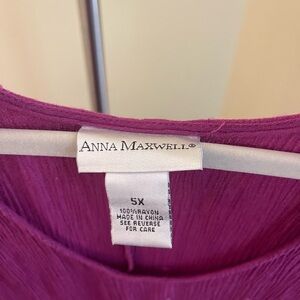 ANNA MAXWELL®
5X
100%RAYON
MADE IN CHINA
SEE REVERSE
FOR CARE